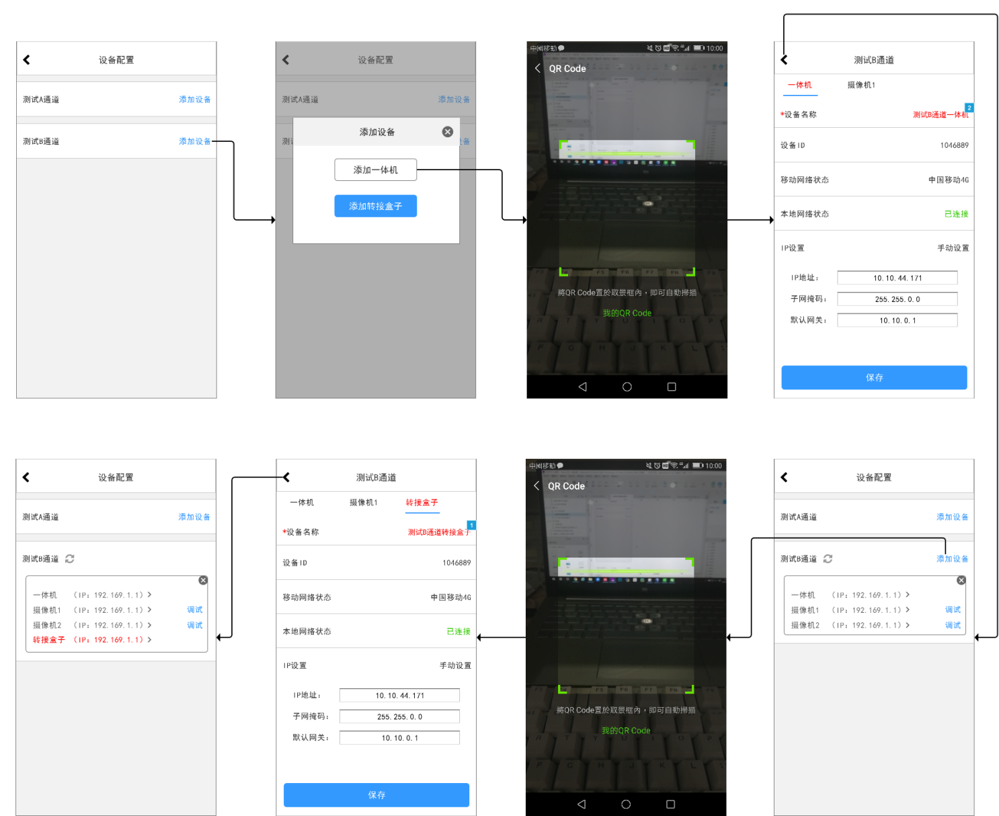 设备配置
测试A通道 添加设备
测试B通道 添加设备
设备配置
测试A通道 添加设备
添加设备
添加一体机
添加转接盒子
中國移動 10:00
QR Code
將QR Code置於取景框內，即可自動掃描
我的QR Code
测试B通道
一体机 摄像机1
2
*设备名称 测试B通道一体机
设备ID 1046889
移动网络状态 中国移动4G
本地网络状态 已连接
IP设置 手动设置
IP地址： 10.10.44.171
子网掩码： 255.255.0.0
默认网关： 10.10.0.1
保存
设备配置
测试A通道 添加设备
测试B通道
一体机 （IP：192.169.1.1）>
摄像机1 （IP：192.169.1.1）> 调试
摄像机2 （IP：192.169.1.1）> 调试
转接盒子 （IP：192.169.1.1）>
测试B通道
一体机 摄像机1 转接盒子
1
*设备名称 测试B通道转接盒子
设备ID 1046889
移动网络状态 中国移动4G
本地网络状态 已连接
IP设置 手动设置
IP地址： 10.10.44.171
子网掩码： 255.255.0.0
默认网关： 10.10.0.1
保存
中國移動 10:00
QR Code
將QR Code置於取景框內，即可自動掃描
我的QR Code
设备配置
测试A通道 添加设备
测试B通道 添加设备
一体机 （IP：192.169.1.1）>
摄像机1 （IP：192.169.1.1）> 调试
摄像机2 （IP：192.169.1.1）> 调试